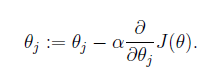 θ_j := θ_j − α ∂/∂θ_j J(θ).